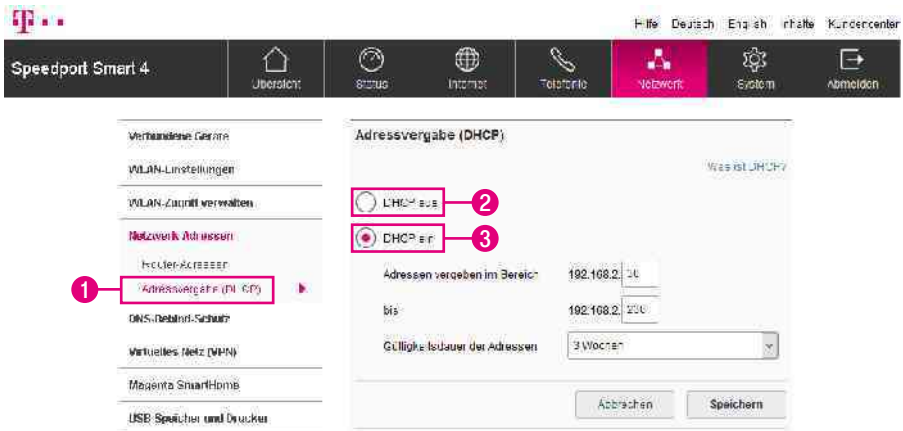 T
Hilfe Deutsch English Inhalte Kundencenter
Speedport Smart 4
Übersicht Status Internet Telefonie Netzwerk System Abmelden
Verbundene Geräte
WLAN-Einstellungen
WLAN-Zugriff verwalten
Netzwerk Adressen
Router-Adressen
1 Adressvergabe (DHCP)
DNS-Rebind-Schutz
Virtuelles Netz (VPN)
Magenta SmartHome
USB Speicher und Drucker
Adressvergabe (DHCP)
Was ist DHCP?
DHCP aus 2
DHCP ein 3
Adressen vergeben im Bereich 192.168.2.
bis 192.168.2.
Gültigkeitsdauer der Adressen 3 Wochen
Abbrechen Speichern